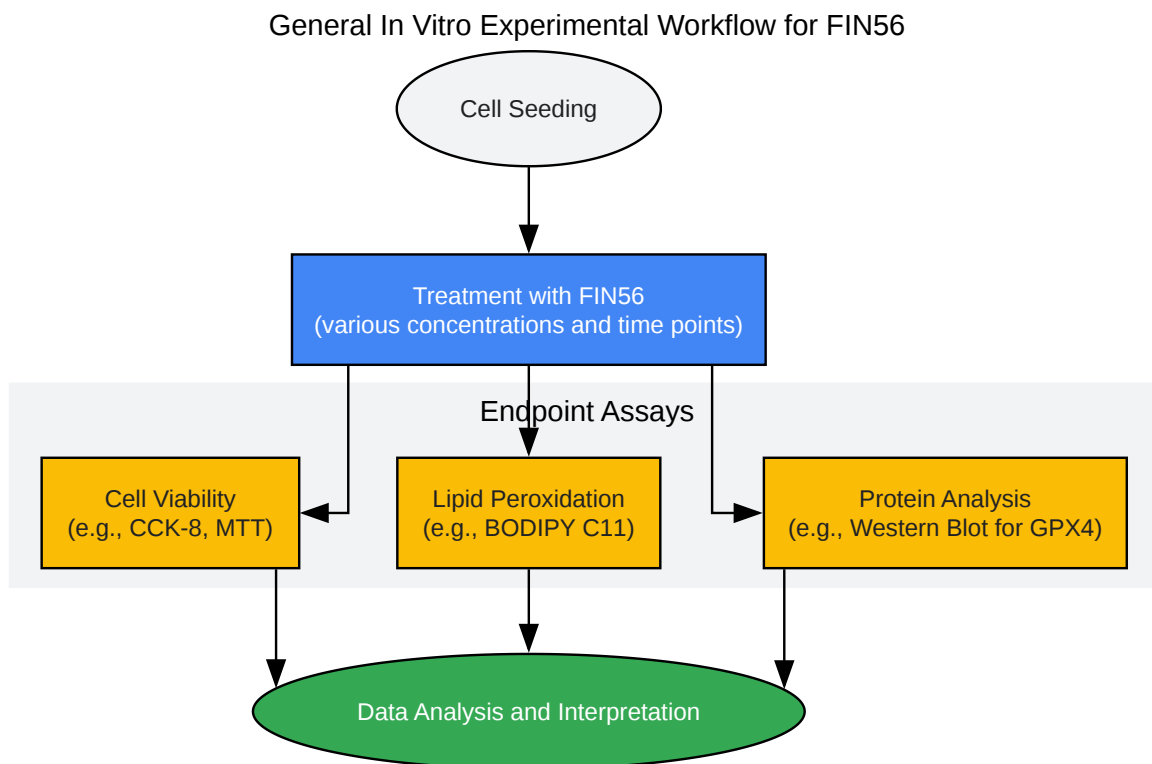 General In Vitro Experimental Workflow for FIN56
Cell Seeding
Treatment with FIN56
(various concentrations and time points)
Endpoint Assays
Cell Viability
(e.g., CCK-8, MTT)
Lipid Peroxidation
(e.g., BODIPY C11)
Protein Analysis
(e.g., Western Blot for GPX4)
Data Analysis and Interpretation